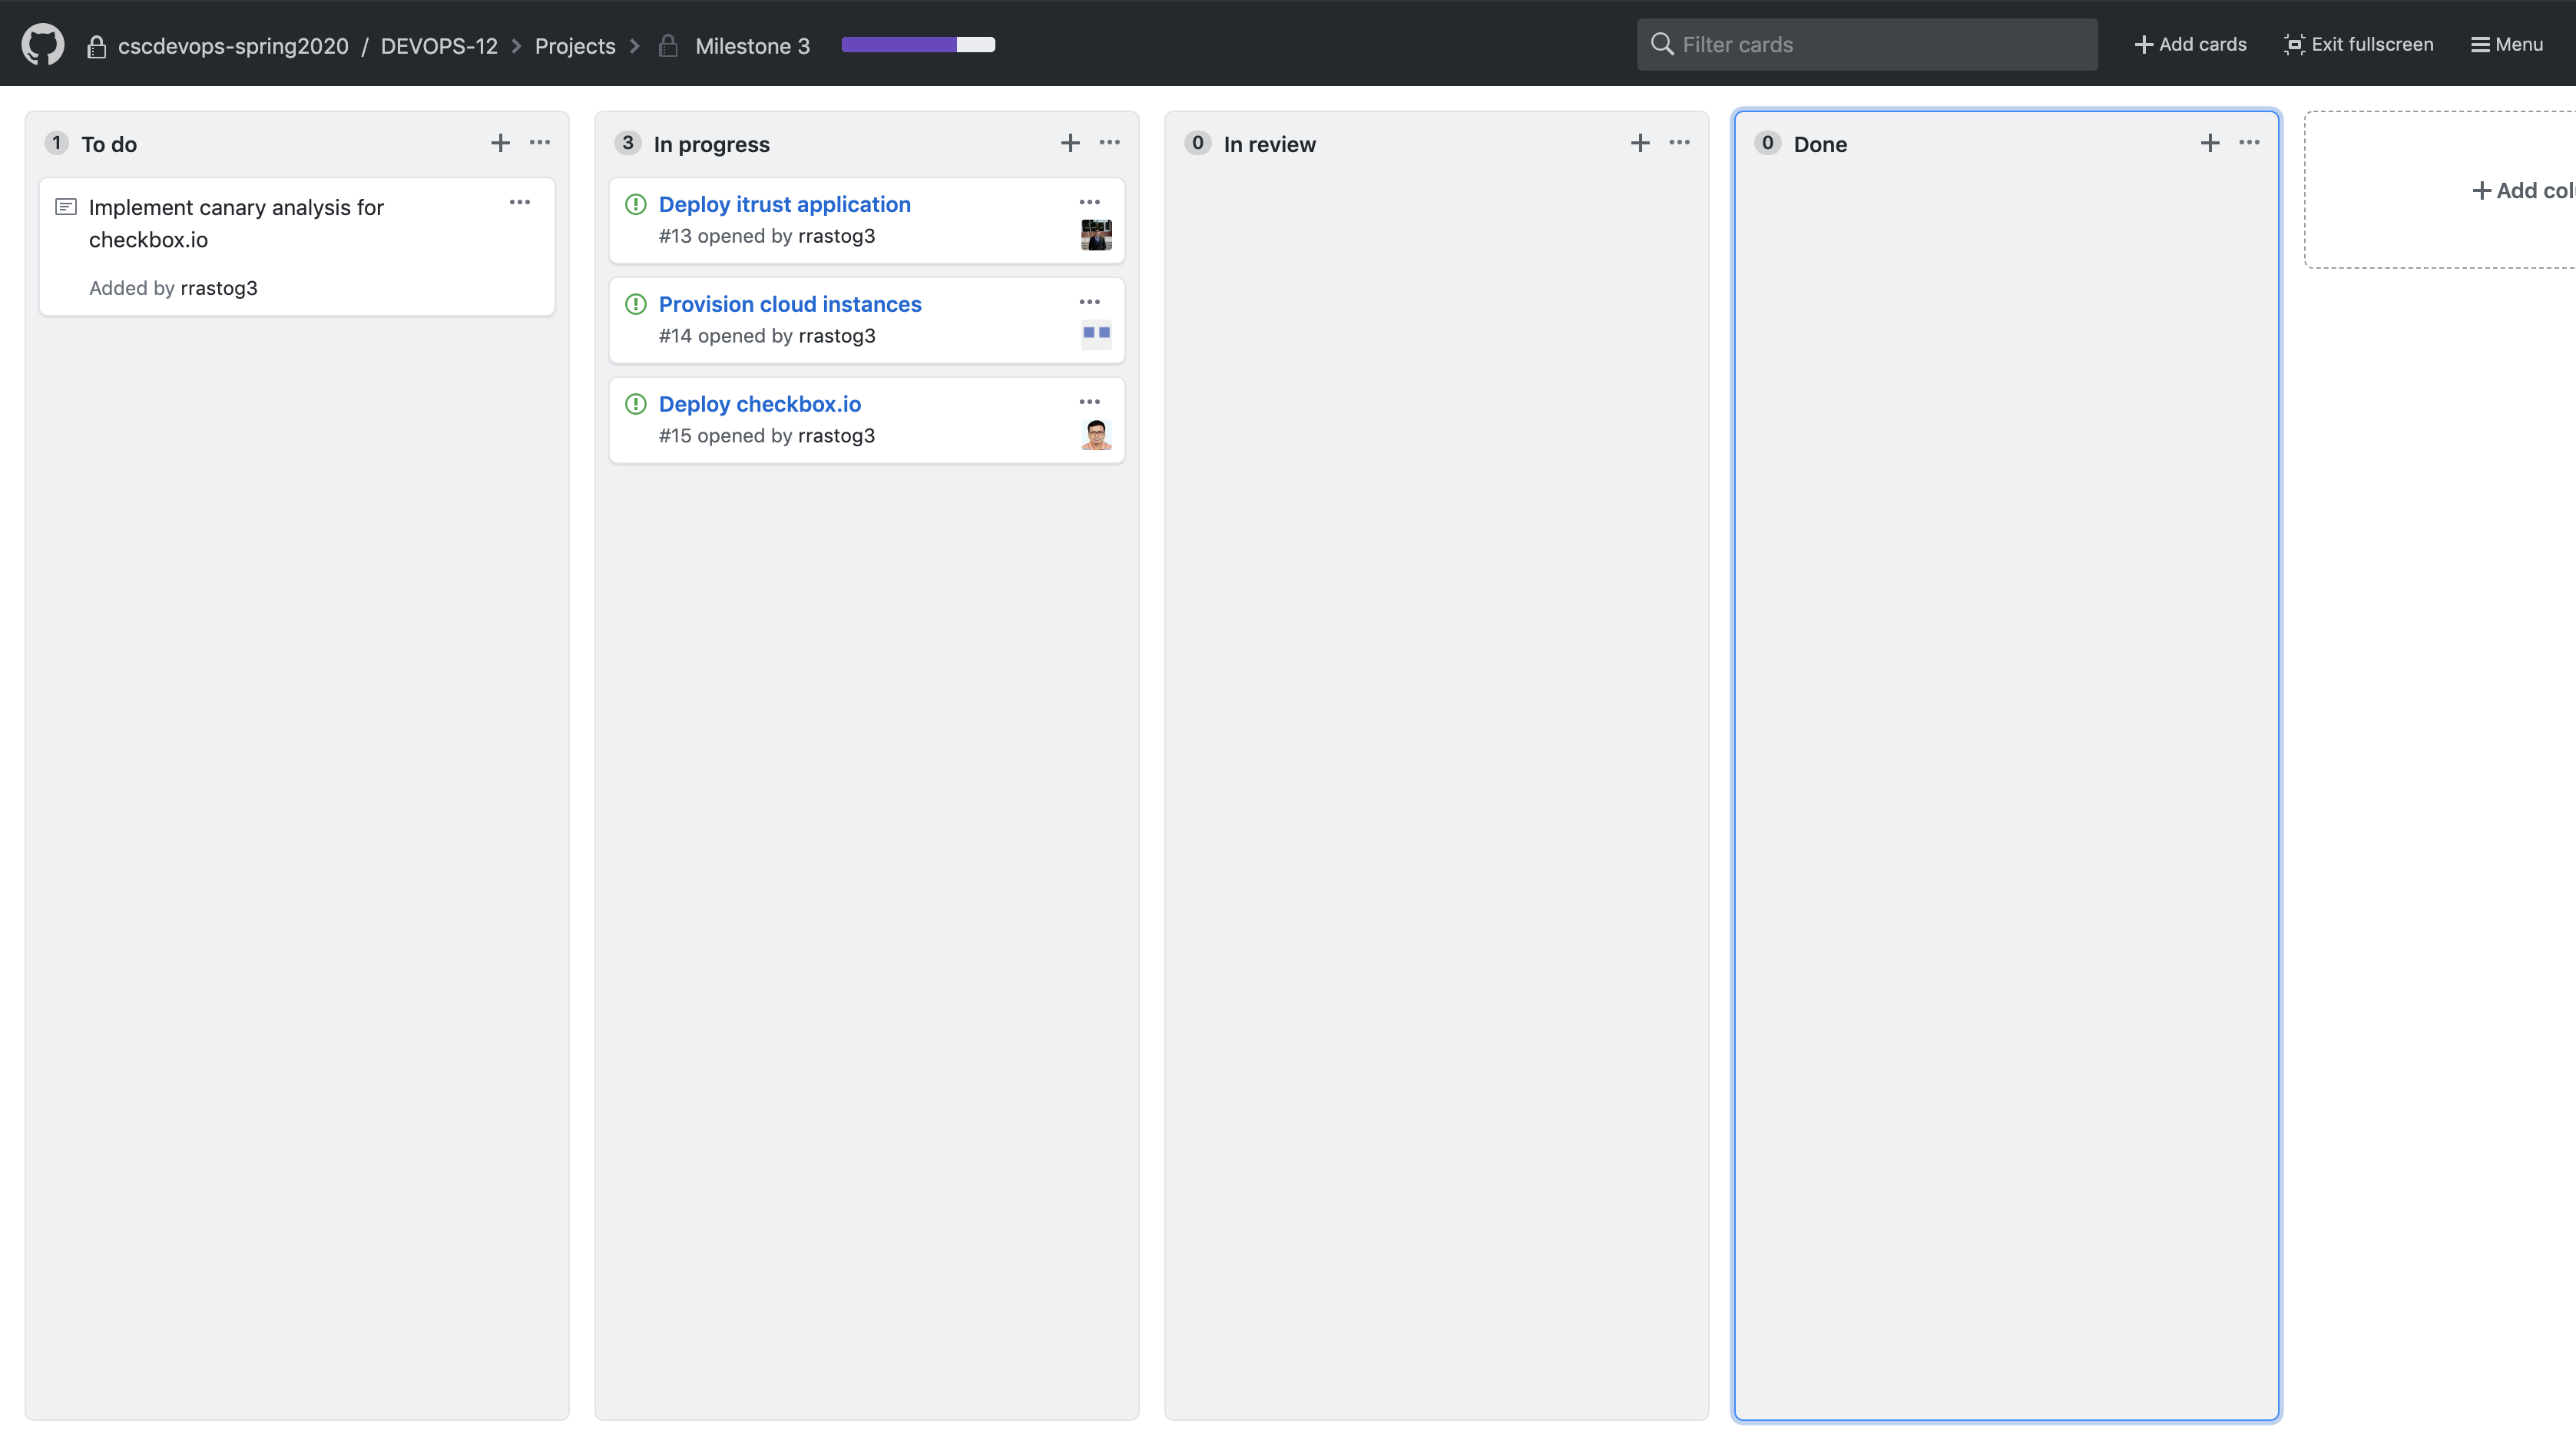 cscdevops-spring2020 / DEVOPS-12 > Projects > Milestone 3
Filter cards
Add cards
Exit fullscreen
Menu
1 To do
Implement canary analysis for
checkbox.io
Added by rrastog3
3 In progress
Deploy itrust application
#13 opened by rrastog3
Provision cloud instances
#14 opened by rrastog3
Deploy checkbox.io
#15 opened by rrastog3
0 In review
0 Done
Add col